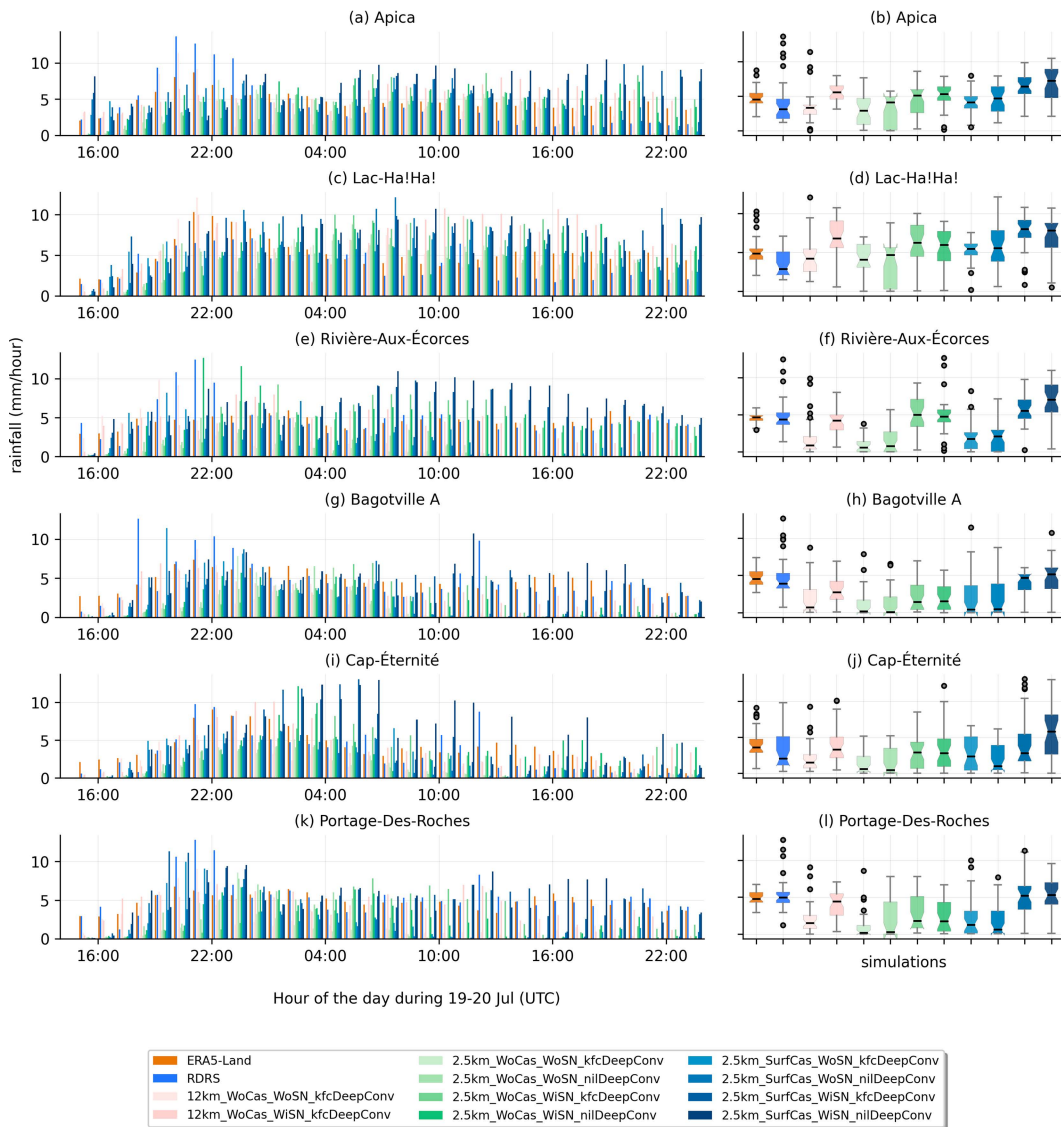 (a) Apica
(b) Apica
10
5
0
16:00 22:00 04:00 10:00 16:00 22:00
(c) Lac-Ha!Ha!
(d) Lac-Ha!Ha!
10
5
0
16:00 22:00 04:00 10:00 16:00 22:00
(e) Rivière-Aux-Écorces
(f) Rivière-Aux-Écorces
10
5
0
16:00 22:00 04:00 10:00 16:00 22:00
rainfall (mm/hour)
(g) Bagotville A
(h) Bagotville A
10
5
0
16:00 22:00 04:00 10:00 16:00 22:00
(i) Cap-Éternité
(j) Cap-Éternité
10
5
0
16:00 22:00 04:00 10:00 16:00 22:00
(k) Portage-Des-Roches
(l) Portage-Des-Roches
10
5
0
16:00 22:00 04:00 10:00 16:00 22:00
simulations
Hour of the day during 19-20 Jul (UTC)
ERA5-Land
RDRS
12km_WoCas_WoSN_kfcDeepConv
12km_WoCas_WiSN_kfcDeepConv
2.5km_WoCas_WoSN_kfcDeepConv
2.5km_WoCas_WoSN_nilDeepConv
2.5km_WoCas_WiSN_kfcDeepConv
2.5km_WoCas_WiSN_nilDeepConv
2.5km_SurfCas_WoSN_kfcDeepConv
2.5km_SurfCas_WoSN_nilDeepConv
2.5km_SurfCas_WiSN_kfcDeepConv
2.5km_SurfCas_WiSN_nilDeepConv